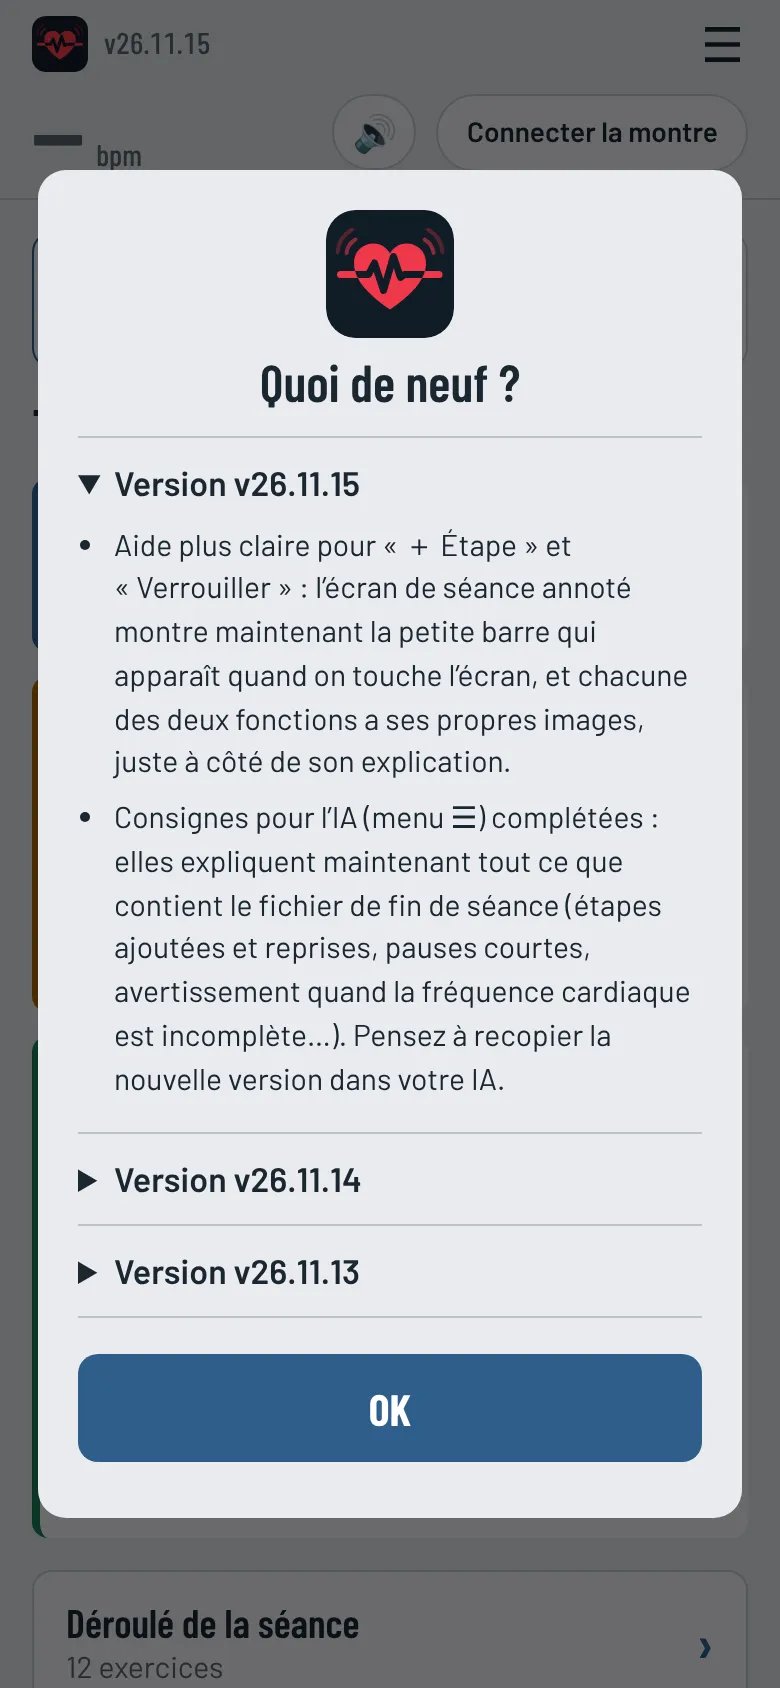 v26.11.15
☰
bpm
Connecter la montre
Quoi de neuf ?
▼ Version v26.11.15
• Aide plus claire pour « + Étape » et
« Verrouiller » : l’écran de séance annoté
montre maintenant la petite barre qui
apparaît quand on touche l’écran, et chacune
des deux fonctions a ses propres images,
juste à côté de son explication.
• Consignes pour l’IA (menu ☰) complétées :
elles expliquent maintenant tout ce que
contient le fichier de fin de séance (étapes
ajoutées et reprises, pauses courtes,
avertissement quand la fréquence cardiaque
est incomplète…). Pensez à recopier la
nouvelle version dans votre IA.
▶ Version v26.11.14
▶ Version v26.11.13
OK
Déroulé de la séance
12 exercices
›